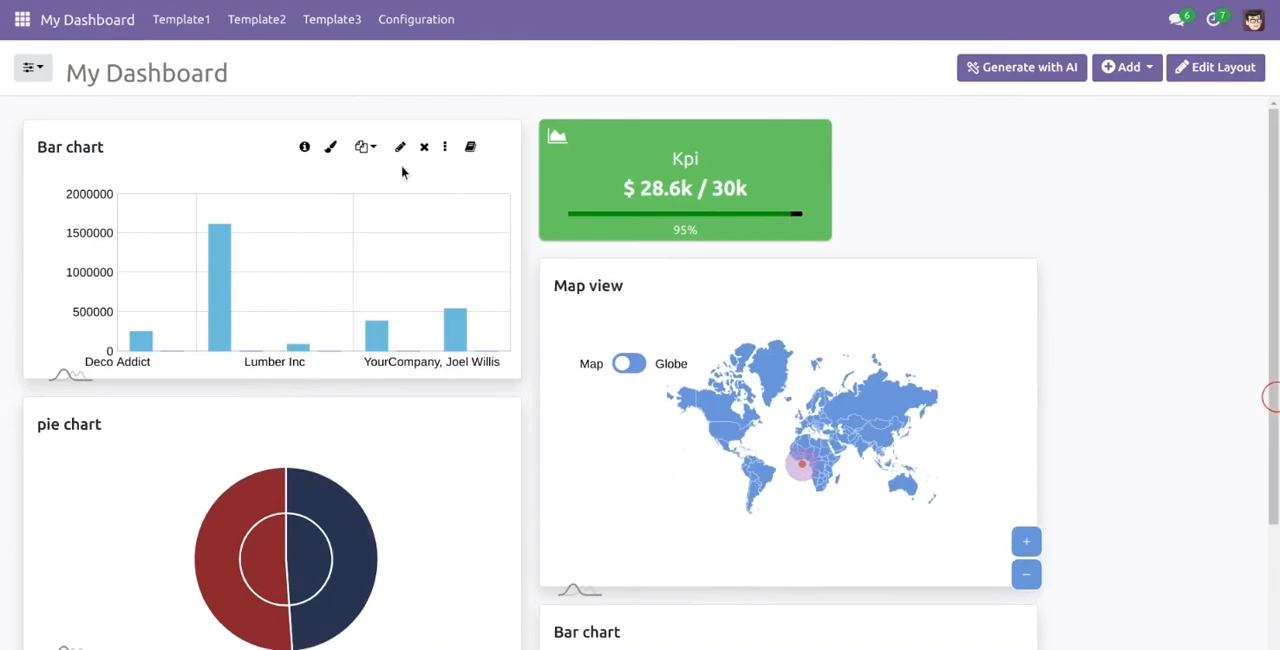 My Dashboard Template1 Template2 Template3 Configuration 6 7
My Dashboard
Generate with AI Add Edit Layout
Bar chart
2000000
1500000
1000000
500000
0
Deco Addict Lumber Inc YourCompany, Joel Willis
Kpi
$ 28.6k / 30k
95%
Map view
Map Globe
+
−
pie chart
Bar chart